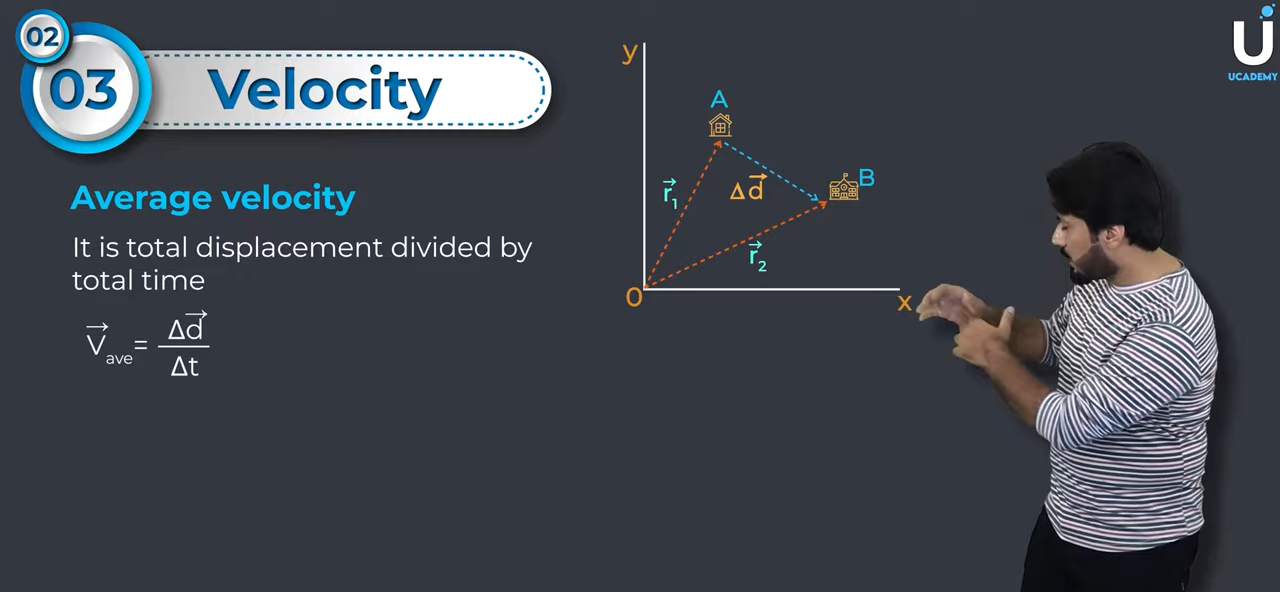 02
03 Velocity
Average velocity
It is total displacement divided by
total time
V⃗ave = Δd⃗ / Δt
y
A
B
r⃗₁
Δd⃗
r⃗₂
O
x
U
UCADEMY